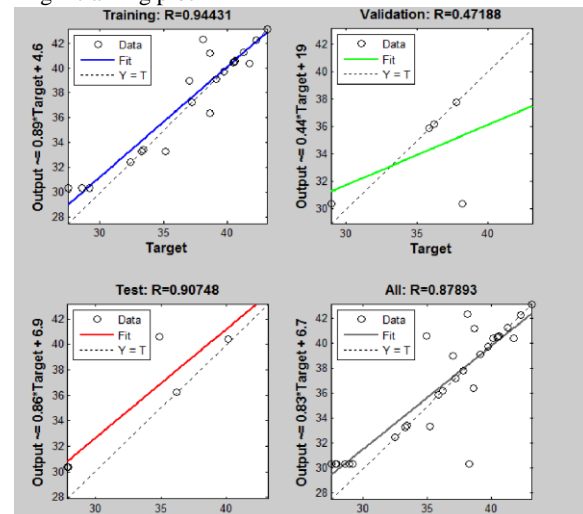 Training: R=0.94431
Output ~= 0.89*Target + 4.6
42
40
38
36
34
32
30
28
Data
Fit
Y = T
30
35
40
Target
Validation: R=0.47188
Output ~= 0.44*Target + 19
42
40
38
36
34
32
30
Data
Fit
Y = T
30
35
40
Target
Test: R=0.90748
Output ~= 0.86*Target + 6.9
42
40
38
36
34
32
30
28
Data
Fit
Y = T
30
35
40
All: R=0.87893
Output ~= 0.83*Target + 6.7
42
40
38
36
34
32
30
28
Data
Fit
Y = T
30
35
40